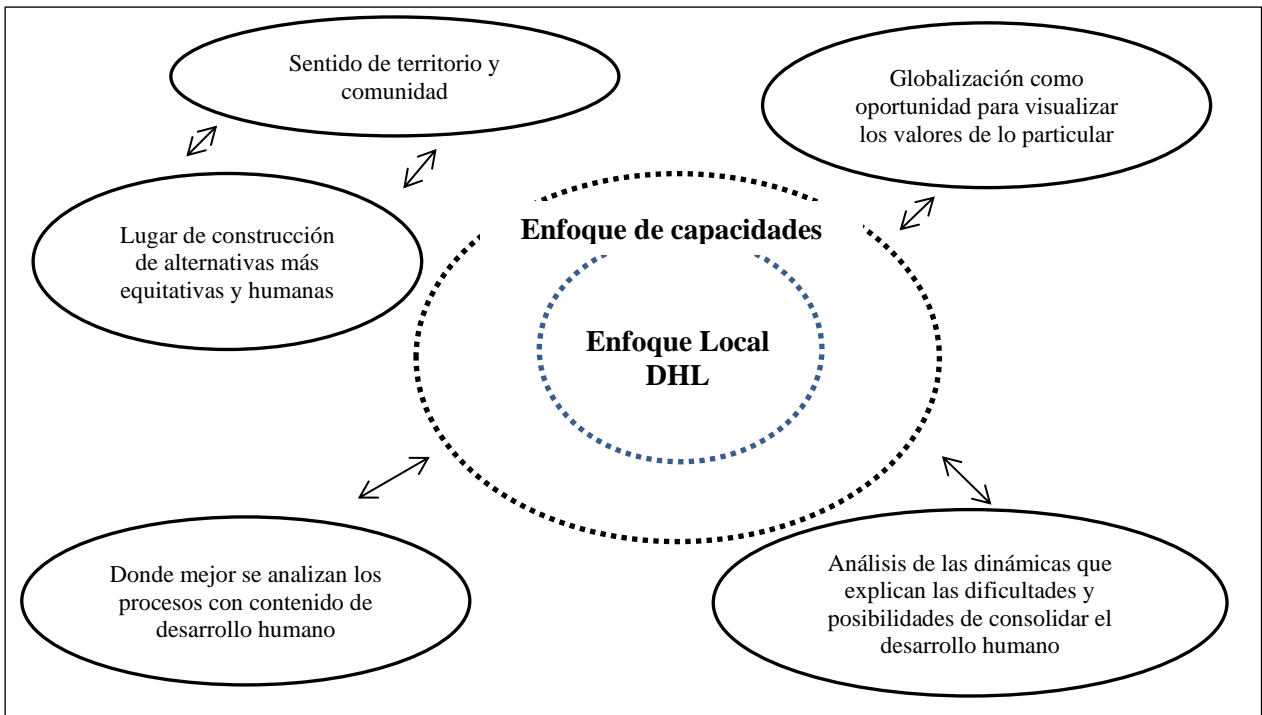 Sentido de territorio y
comunidad
Globalización como
oportunidad para visualizar
los valores de lo particular
Lugar de construcción
de alternativas más
equitativas y humanas
Enfoque de capacidades
Enfoque Local
DHL
Donde mejor se analizan los
procesos con contenido de
desarrollo humano
Análisis de las dinámicas que
explican las dificultades y
posibilidades de consolidar el
desarrollo humano